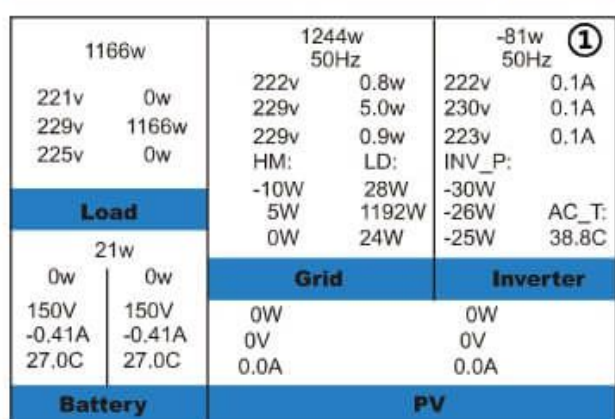 1166w
221v 0w
229v 1166w
225v 0w
Load
1244w
50Hz
222v 0.8w
229v 5.0w
229v 0.9w
HM: LD:
-10W 28W
5W 1192W
0W 24W
Grid
-81w ①
50Hz
222v 0.1A
230v 0.1A
223v 0.1A
INV_P:
-30W
-26W AC_T:
-25W 38.8C
Inverter
21w
0w 0w
150V 150V
-0.41A -0.41A
27.0C 27.0C
Battery
0W 0W
0V 0V
0.0A 0.0A
PV